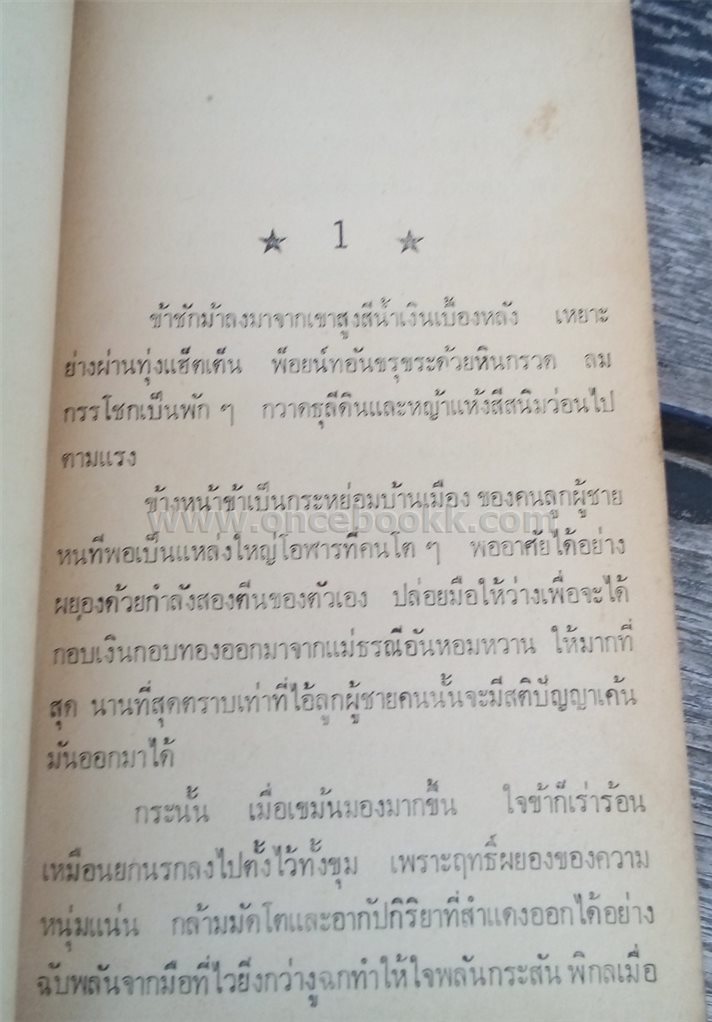 ★ 1 ★
ข้าชักม้าลงมาจากเขาสูงสีน้ำเงินเบื้องหลัง เหยาะ
ย่างผ่านทุ่งแฮ็ตเต็น พ็อยน์ทอันขรุขระด้วยหินกรวด ลม
กรรโชกเป็นพัก ๆ กวาดธุลีดินและหญ้าแห้งสีสนิมว่อนไป
ตามแรง
ข้างหน้าข้าเป็นกระหย่อมบ้านเมือง ของคนลูกผู้ชาย
www.oncebookk.com
หนทีพอเป็นแหล่งใหญ่โอฬารที่คนโต ๆ พออาศัยได้อย่าง
ผยองด้วยกำลังสองตีนของตัวเอง ปล่อยมือให้ว่างเพื่อจะได้
กอบเงินกอบทองออกมาจากแม่ธรณีอันหอมหวาน ให้มากที่
สุด นานที่สุดตราบเท่าที่ไอ้ลูกผู้ชายคนนั้นจะมีสติปัญญาเค้น
มันออกมาได้
กระนั้น เมื่อเขม้นมองมากขึ้น ใจข้าก็เร่าร้อน
เหมือนยกนรกลงไปตั้งไว้ทั้งขุม เพราะฤทธิ์ผยองของความ
หนุ่มแน่น กล้ามมัดโตและอากัปกิริยาที่สำแดงออกได้อย่าง
ฉับพลันจากมือที่ไวยิ่งกว่างูฉกทำให้ใจพลันกระสัน พิกลเมื่อ